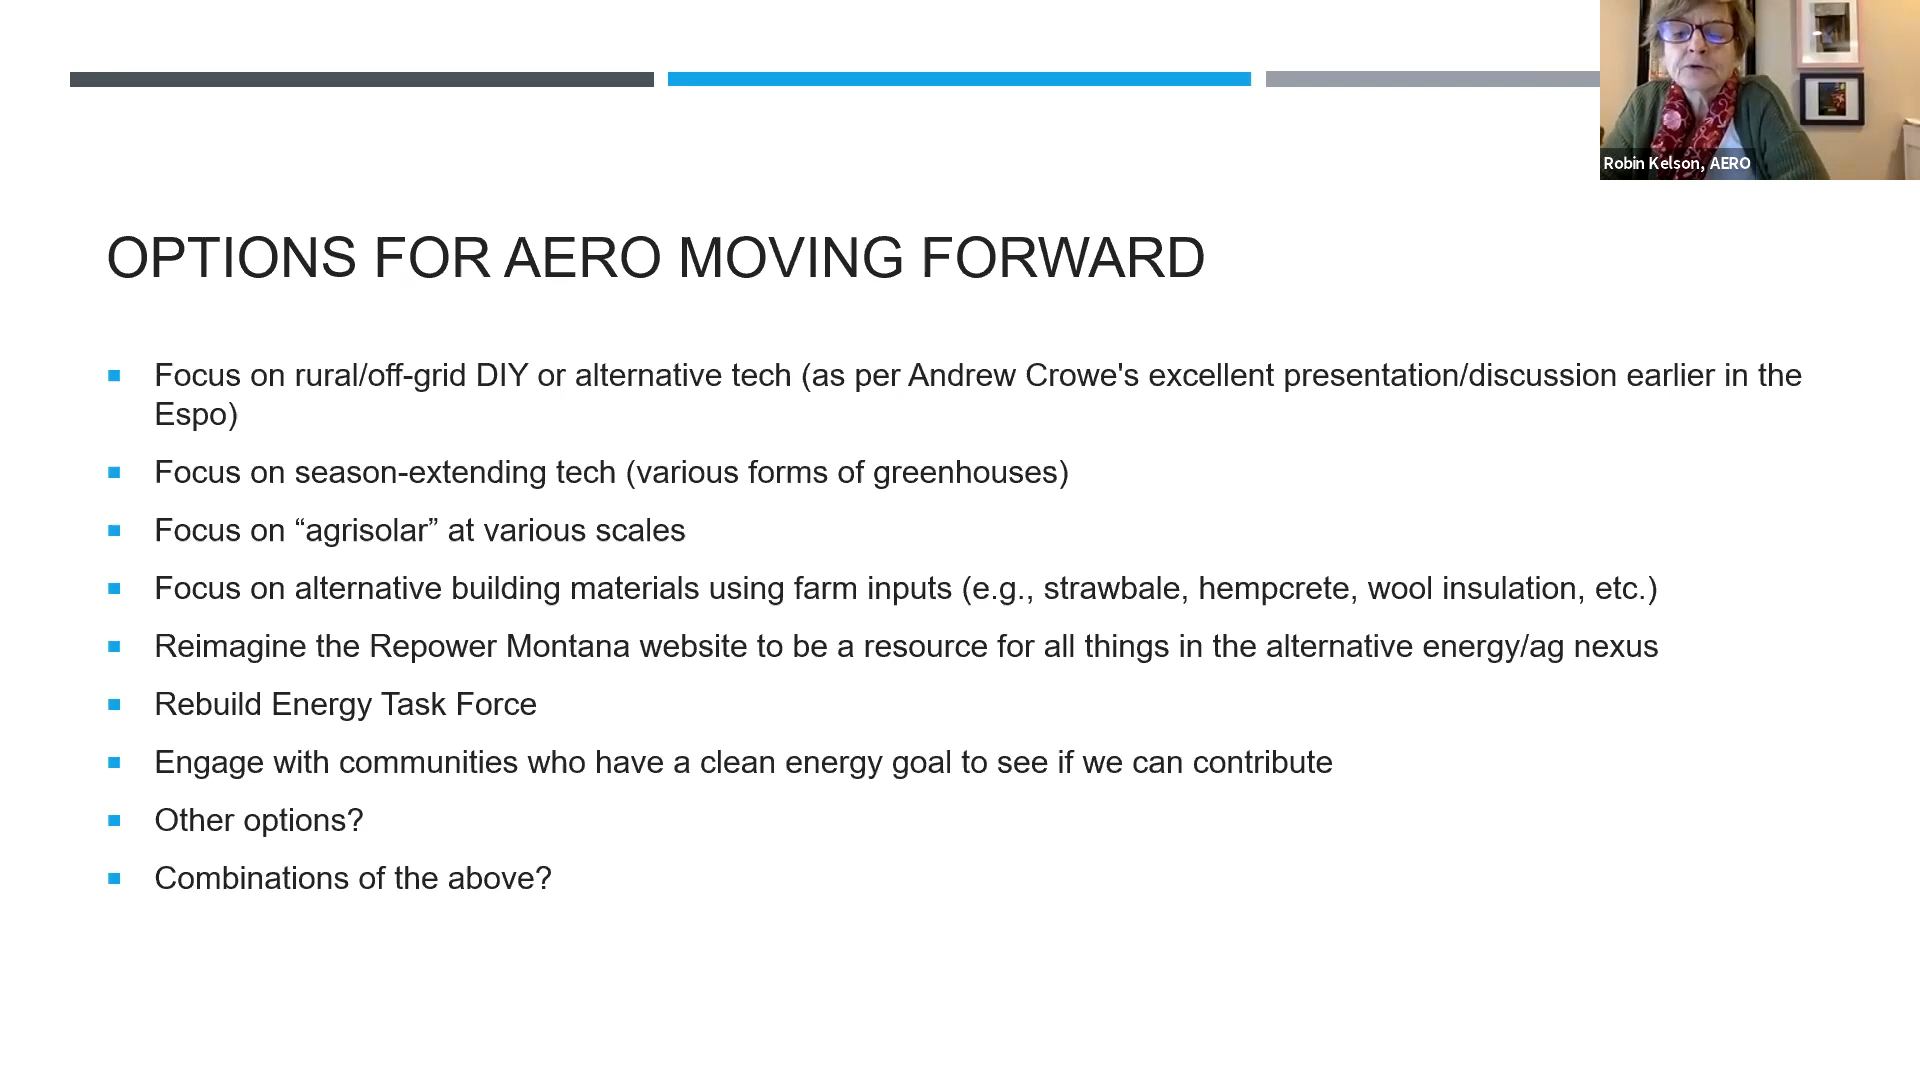 Robin Kelson, AERO
OPTIONS FOR AERO MOVING FORWARD
Focus on rural/off-grid DIY or alternative tech (as per Andrew Crowe's excellent presentation/discussion earlier in the
Espo)
Focus on season-extending tech (various forms of greenhouses)
Focus on “agrisolar” at various scales
Focus on alternative building materials using farm inputs (e.g., strawbale, hempcrete, wool insulation, etc.)
Reimagine the Repower Montana website to be a resource for all things in the alternative energy/ag nexus
Rebuild Energy Task Force
Engage with communities who have a clean energy goal to see if we can contribute
Other options?
Combinations of the above?